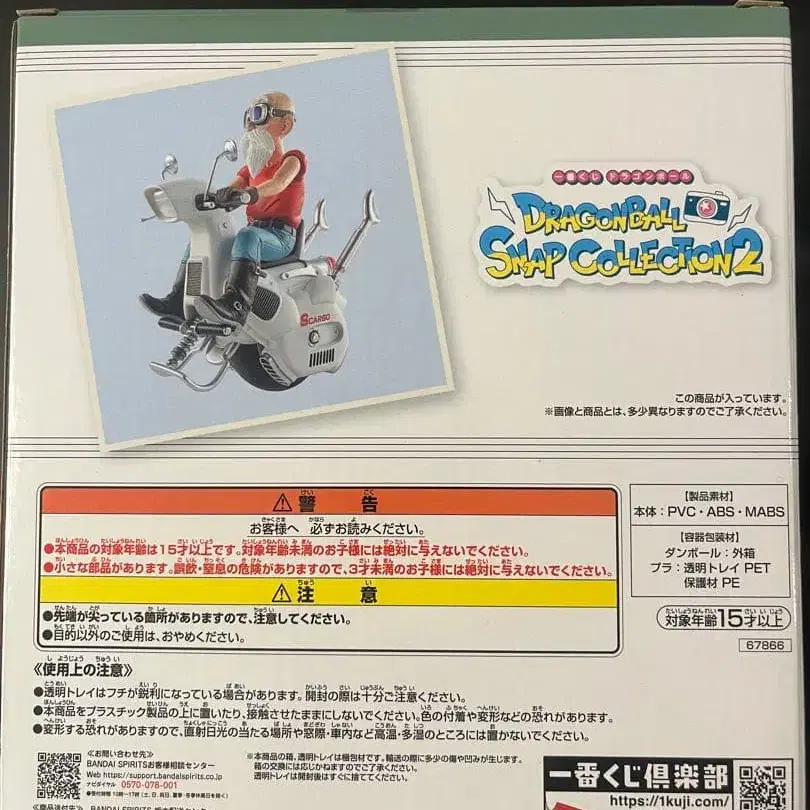 一番くじ ドラゴンボール
DRAGONBALL
SNAP COLLECTION2
SCARGO
この商品が入っています。
※画像と商品とは、多少異なりますのでご了承ください。
⚠警告
お客様へ 必ずお読みください。
●本商品の対象年齢は15才以上です。対象年齢未満のお子様には絶対に与えないでください。
●小さな部品があります。誤飲・窒息の危険がありますので、3才未満のお子様には絶対に与えないでください。
⚠注意
●先端が尖っている箇所がありますので、注意してください。
●目的以外のご使用は、おやめください。
【製品素材】
本体：PVC・ABS・MABS
【容器包装材】
ダンボール：外箱
プラ：透明トレイ PET
保護材 PE
対象年齢15才以上
67866
《使用上の注意》
●透明トレイはフチが鋭利になっている場合があります。開封の際は十分ご注意ください。
●本商品をプラスチック製品の上に置いたり、接触させたままにしないでください。色の付着や変形などの恐れがあります。
●変形する恐れがありますので、直射日光の当たる場所や窓際・車内など高温・多湿のところには置かないでください。
≪お問い合わせ先≫
BANDAI SPIRITSお客様相談センター
Web https://support.bandaispirits.co.jp
ナビダイヤル 0570-078-001
※本商品の箱、透明トレイは梱包材です。輸送の際に多少の傷や凹みが生じます。
箱の交換には応じかねますのでご了承ください。
透明トレイは開封後はすぐに捨ててください。
一番くじ倶楽部
https://1kuji.com/
≪商品送付先≫